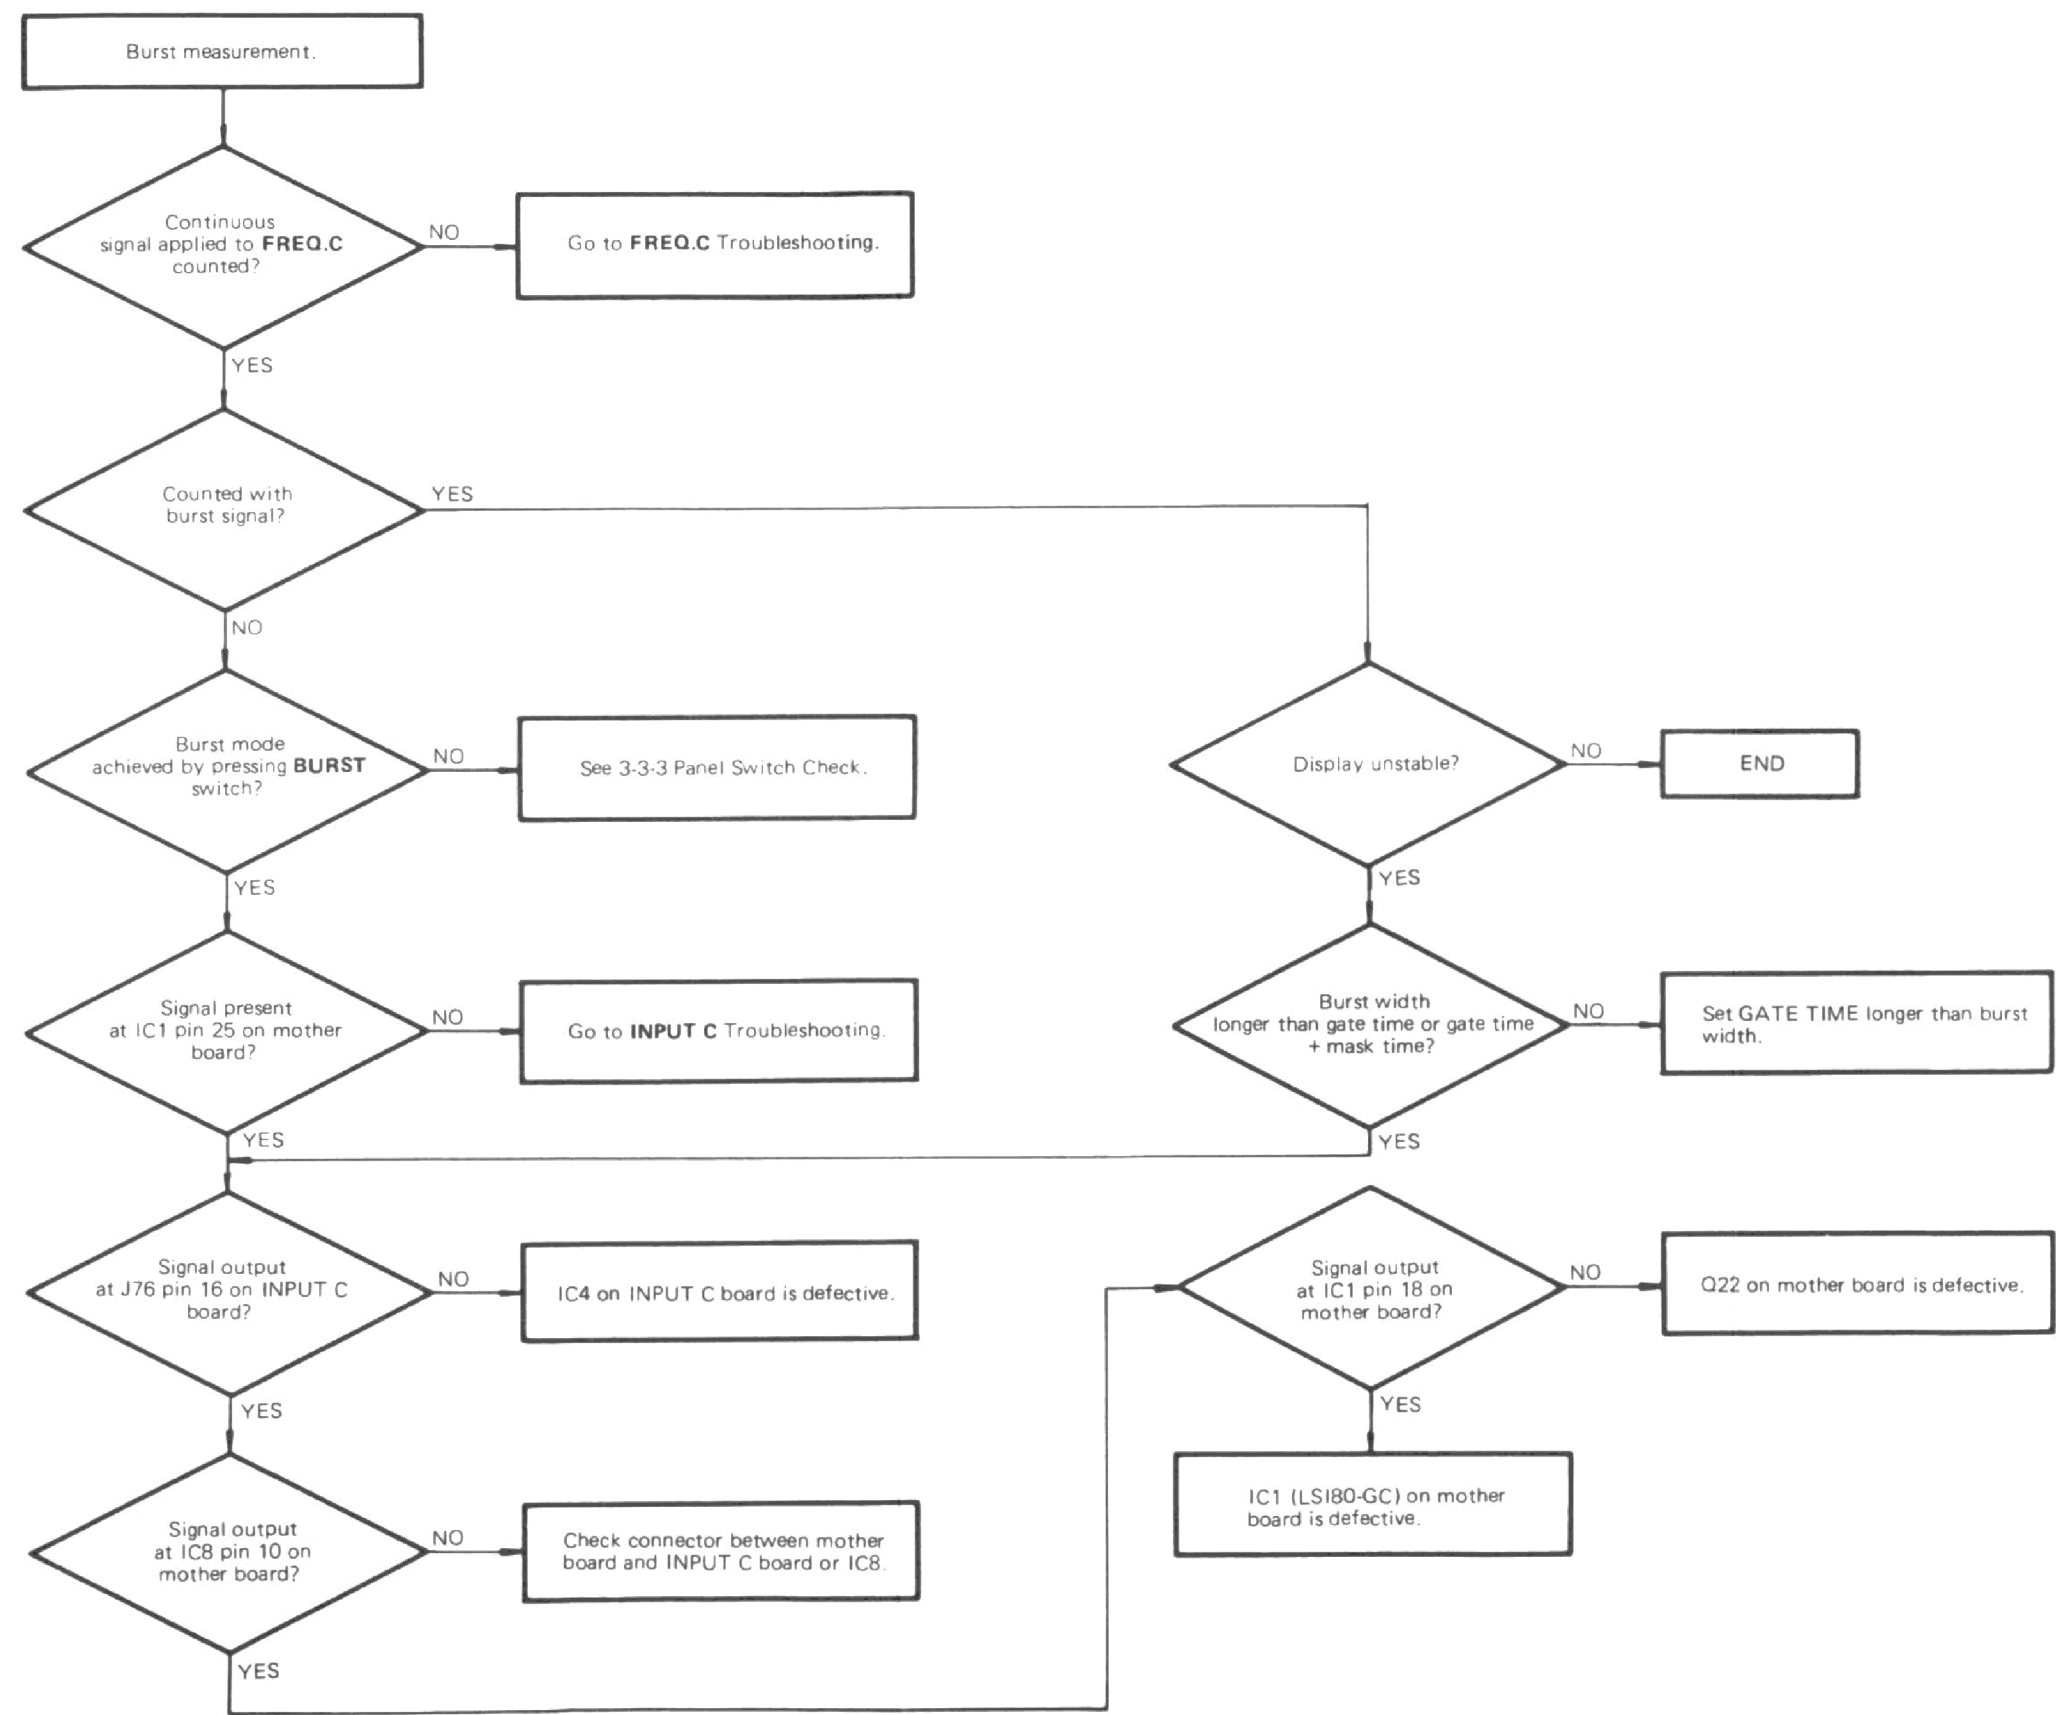 Burst measurement.
Continuous
signal applied to FREQ.C
counted?
NO
Go to FREQ.C Troubleshooting.
YES
Counted with
burst signal?
YES
NO
Burst mode
achieved by pressing BURST
switch?
NO
See 3-3-3 Panel Switch Check.
YES
Display unstable?
NO
END
YES
Signal present
at IC1 pin 25 on mother
board?
NO
Go to INPUT C Troubleshooting.
YES
Burst width
longer than gate time or gate time
+ mask time?
NO
Set GATE TIME longer than burst
width.
YES
Signal output
at J76 pin 16 on INPUT C
board?
NO
IC4 on INPUT C board is defective.
YES
Signal output
at IC8 pin 10 on
mother board?
NO
Check connector between mother
board and INPUT C board or IC8.
YES
Signal output
at IC1 pin 18 on
mother board?
NO
Q22 on mother board is defective.
YES
IC1 (LSI80-GC) on mother
board is defective.